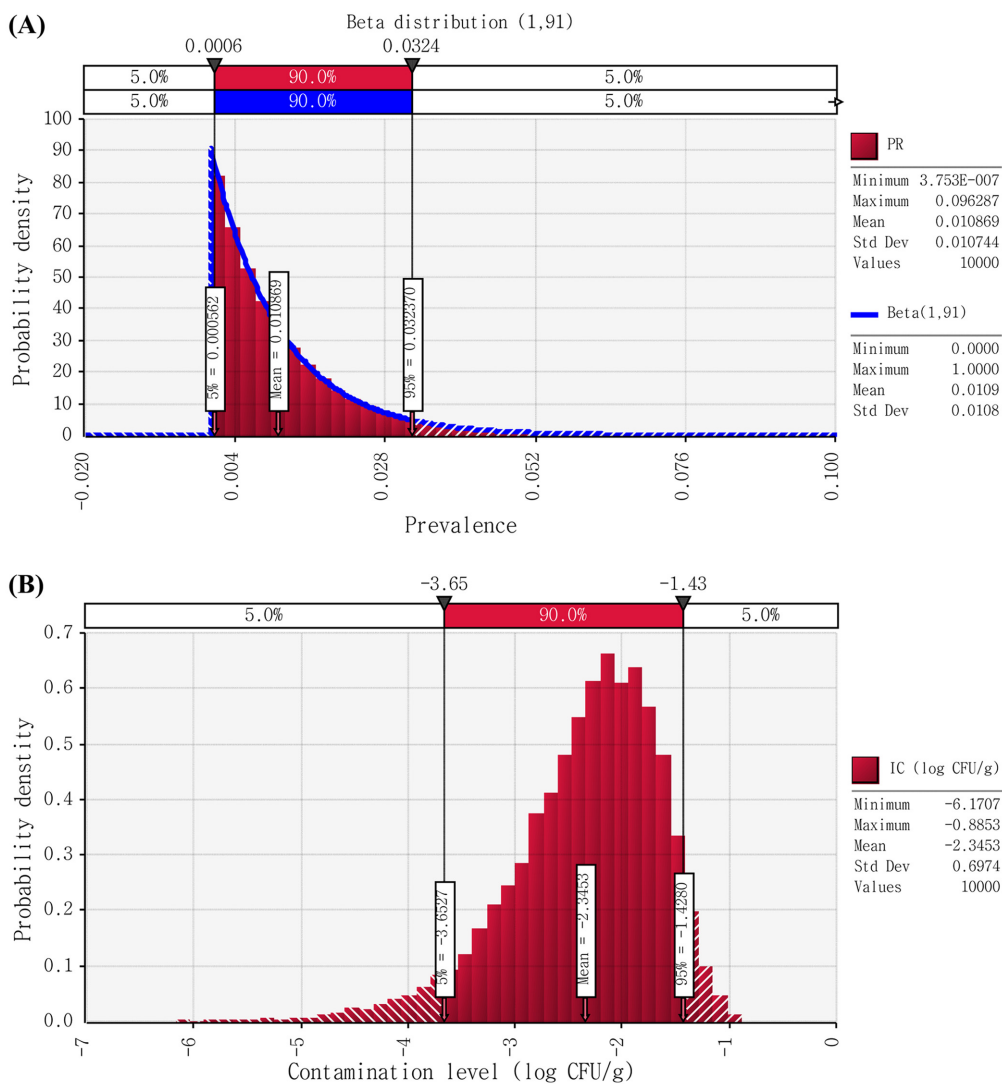 (A)
Beta distribution (1,91)
0.0006 0.0324
5.0% 90.0% 5.0%
5.0% 90.0% 5.0%
Probability density
100
90
80
70
60
50
40
30
20
10
0
5% = 0.000562
Mean = 0.010869
95% = 0.032370
-0.020 0.004 0.028 0.052 0.076 0.100
Prevalence
PR
Minimum 3.753E-007
Maximum 0.096287
Mean 0.010869
Std Dev 0.010744
Values 10000
Beta(1,91)
Minimum 0.0000
Maximum 1.0000
Mean 0.0109
Std Dev 0.0108
(B)
-3.65 -1.43
5.0% 90.0% 5.0%
Probability denstity
0.7
0.6
0.5
0.4
0.3
0.2
0.1
0.0
5% = -3.6527
Mean = -2.3453
95% = -1.4280
-7 -6 -5 -4 -3 -2 -1 0
Contamination level (log CFU/g)
IC (log CFU/g)
Minimum -6.1707
Maximum -0.8853
Mean -2.3453
Std Dev 0.6974
Values 10000